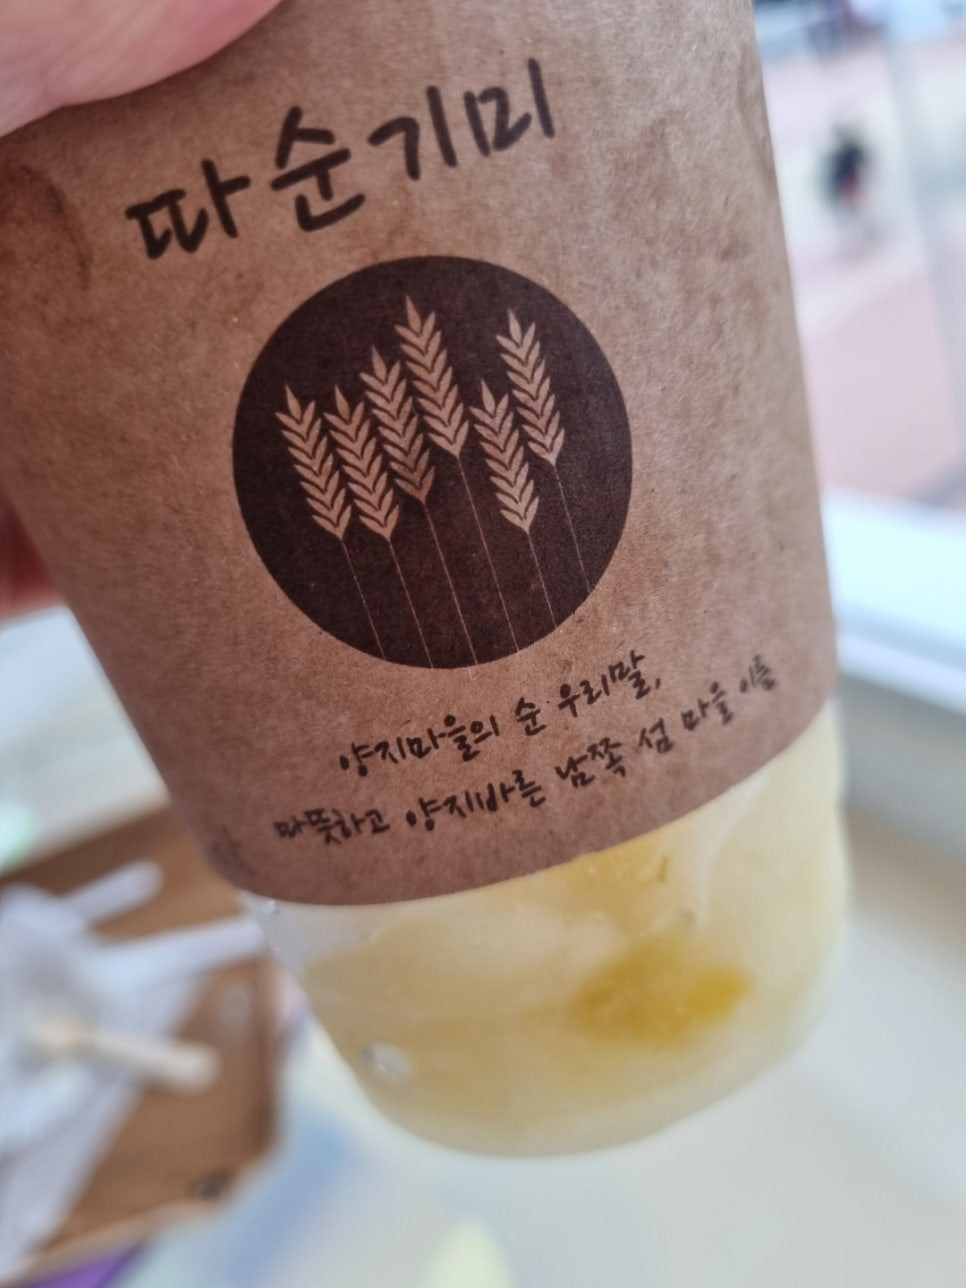 따순기미
양지마을의 순 우리말,
따뜻하고 양지바른 남쪽 섬 마을 이름